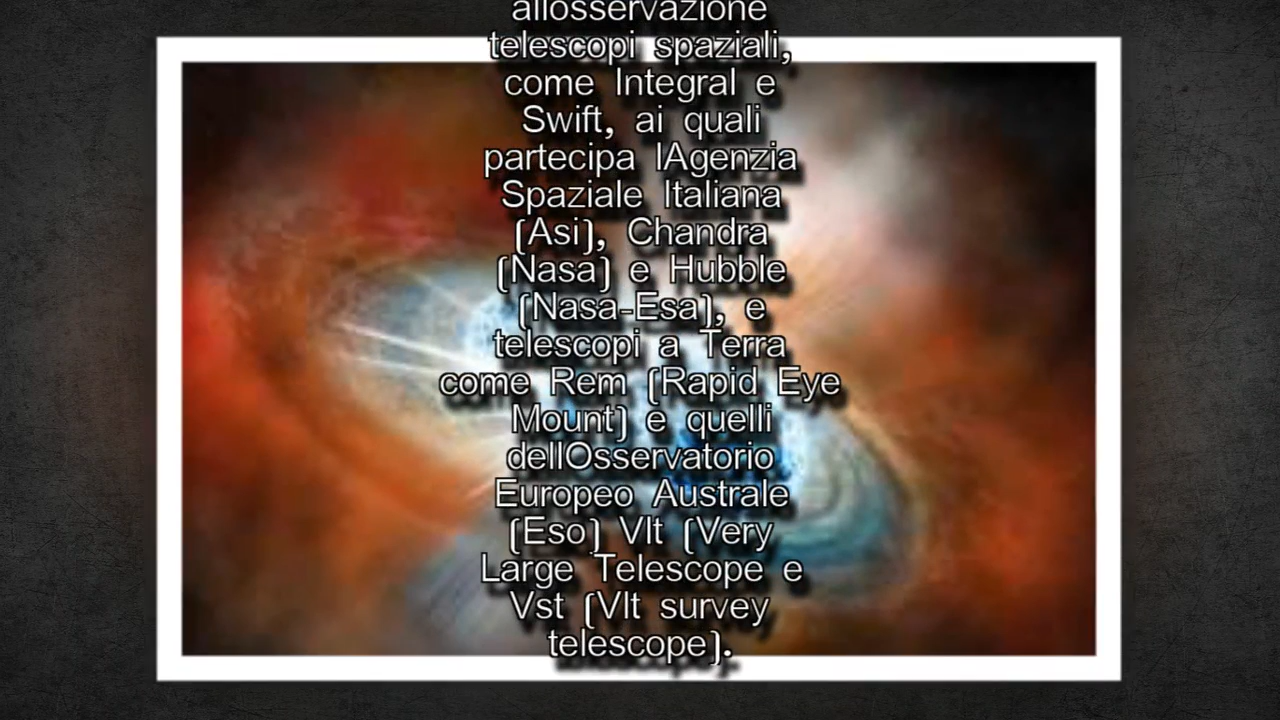 allosservazione
telescopi spaziali,
come Integral e
Swift, ai quali
partecipa lAgenzia
Spaziale Italiana
(Asi), Chandra
(Nasa) e Hubble
(Nasa-Esa), e
telescopi a Terra
come Rem (Rapid Eye
Mount) e quelli
dellOsservatorio
Europeo Australe
(Eso) Vlt (Very
Large Telescope e
Vst (Vlt survey
telescope).